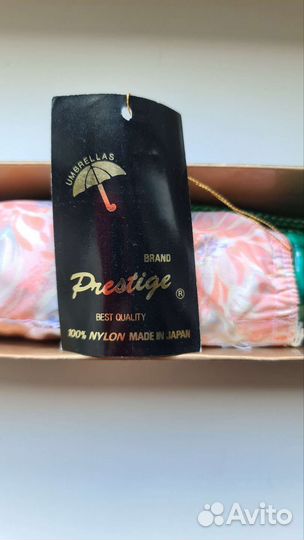 UMBRELLAS
BRAND
Prestige ®
BEST QUALITY
100% NYLON MADE IN JAPAN
Avito